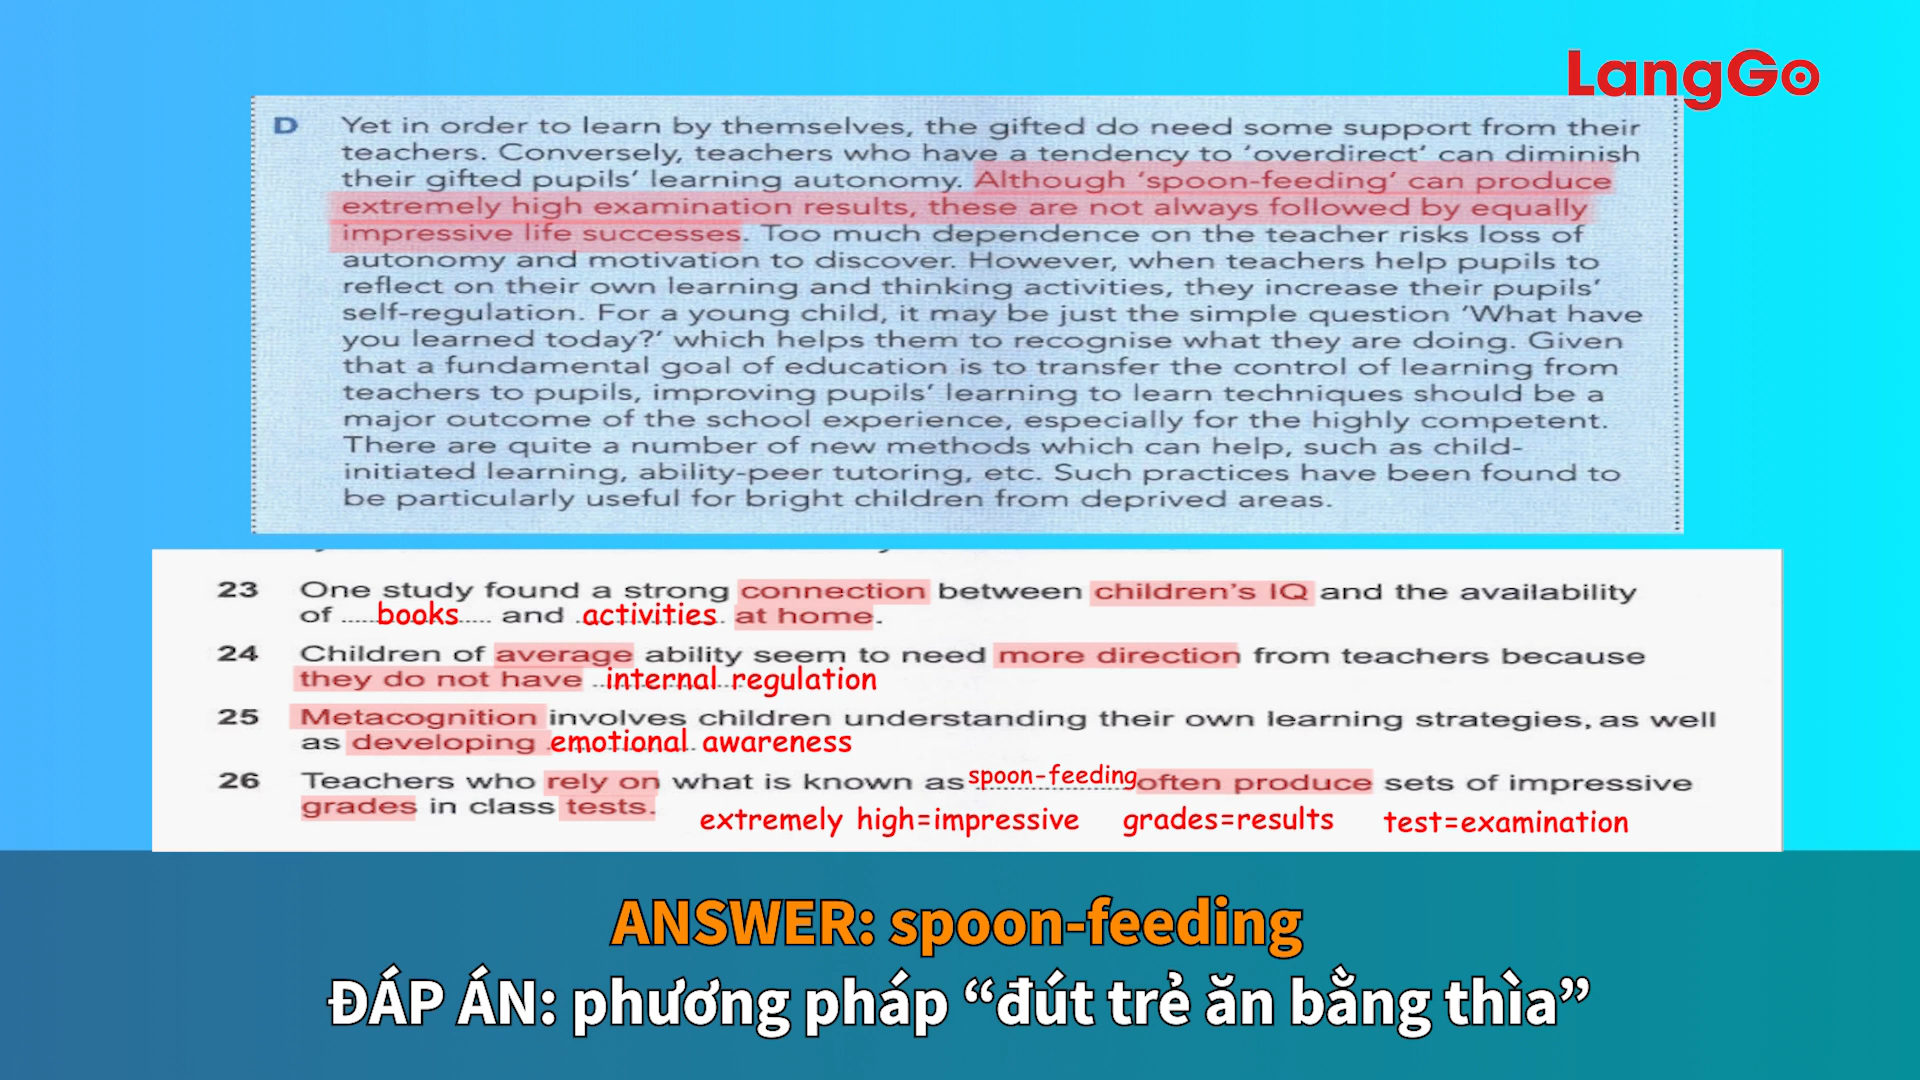 LangGo
D Yet in order to learn by themselves, the gifted do need some support from their
teachers. Conversely, teachers who have a tendency to ‘overdirect’ can diminish
their gifted pupils’ learning autonomy. Although ‘spoon-feeding’ can produce
extremely high examination results, these are not always followed by equally
impressive life successes. Too much dependence on the teacher risks loss of
autonomy and motivation to discover. However, when teachers help pupils to
reflect on their own learning and thinking activities, they increase their pupils’
self-regulation. For a young child, it may be just the simple question ‘What have
you learned today?’ which helps them to recognise what they are doing. Given
that a fundamental goal of education is to transfer the control of learning from
teachers to pupils, improving pupils’ learning to learn techniques should be a
major outcome of the school experience, especially for the highly competent.
There are quite a number of new methods which can help, such as child-
initiated learning, ability-peer tutoring, etc. Such practices have been found to
be particularly useful for bright children from deprived areas.
23 One study found a strong connection between children’s IQ and the availability
of .....books..... and .activities. at home.
24 Children of average ability seem to need more direction from teachers because
they do not have ..internal..regulation
25 Metacognition involves children understanding their own learning strategies, as well
as developing .emotional. awareness
26 Teachers who rely on what is known as spoon-feeding often produce sets of impressive
grades in class tests.
extremely high=impressive grades=results test=examination
ANSWER: spoon-feeding
ĐÁP ÁN: phương pháp “đút trẻ ăn bằng thìa”